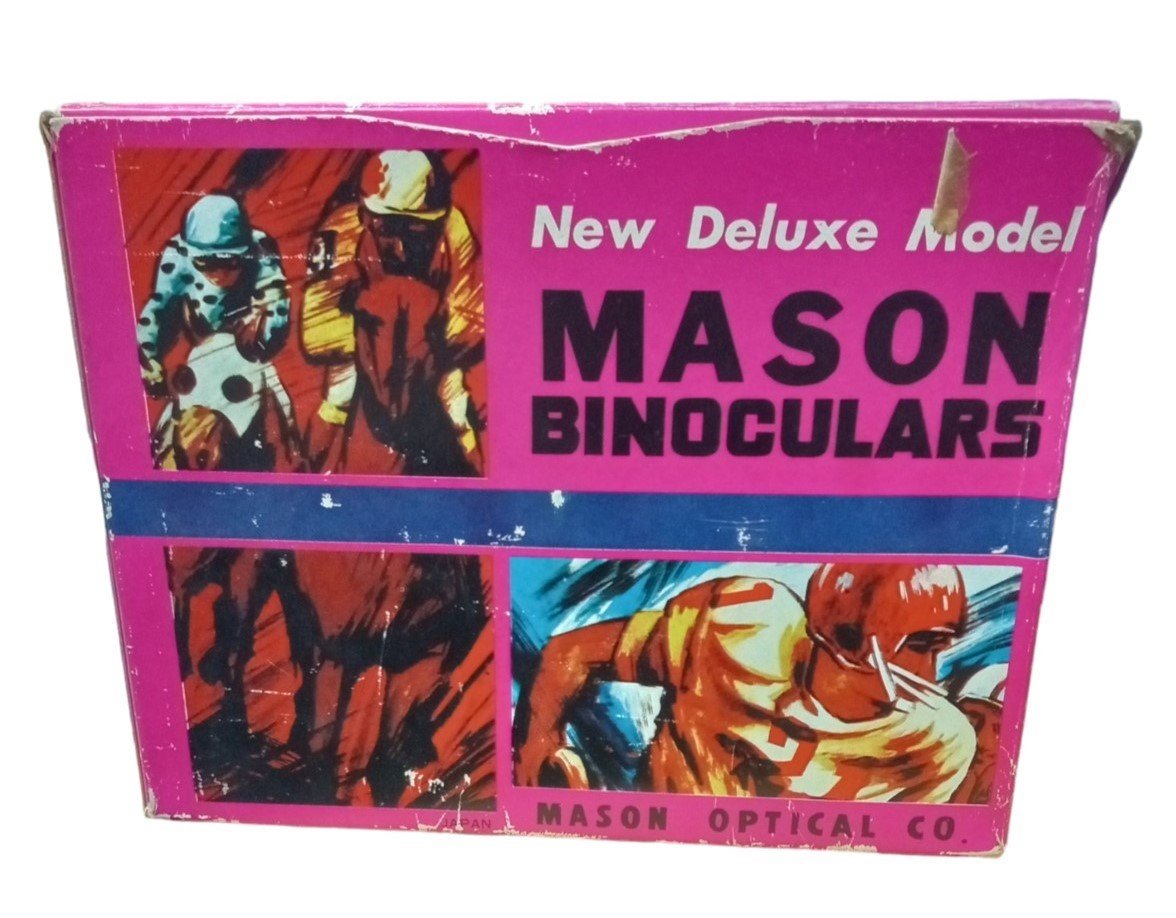 New Deluxe Model
MASON
BINOCULARS
JAPAN
MASON OPTICAL CO.